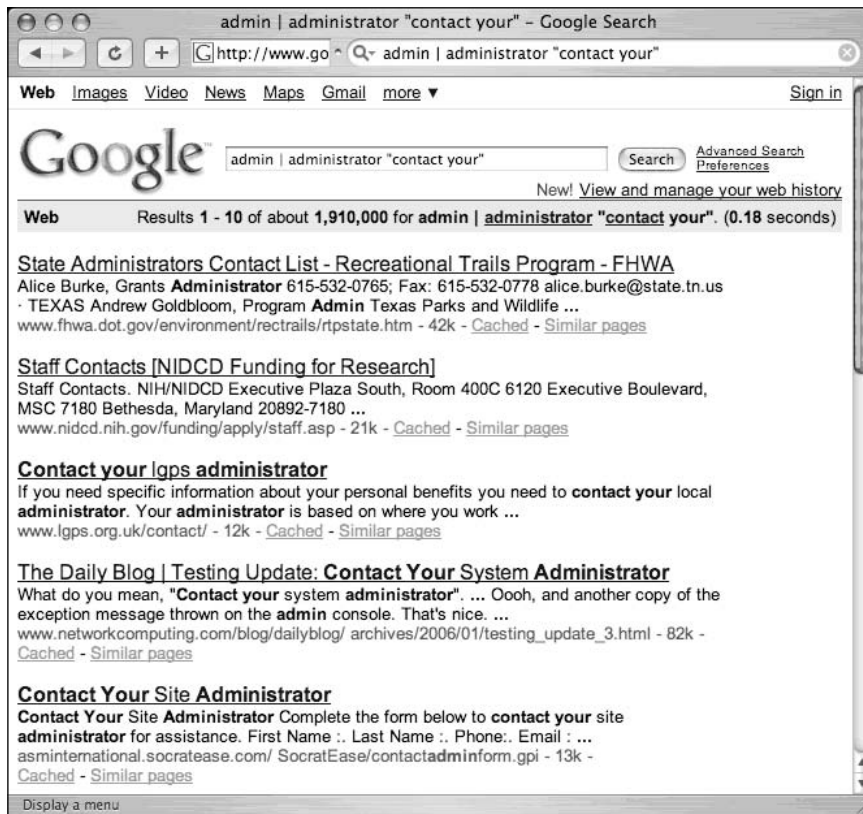 admin | administrator "contact your" – Google Search
G http://www.go admin | administrator "contact your"
Web Images Video News Maps Gmail more ▼ Sign in
Google™ admin | administrator "contact your" Search Advanced Search
Preferences
New! View and manage your web history
Web Results 1 - 10 of about 1,910,000 for admin | administrator "contact your". (0.18 seconds)
State Administrators Contact List - Recreational Trails Program - FHWA
Alice Burke, Grants Administrator 615-532-0765; Fax: 615-532-0778 alice.burke@state.tn.us
· TEXAS Andrew Goldbloom, Program Admin Texas Parks and Wildlife ...
www.fhwa.dot.gov/environment/rectrails/rtpstate.htm - 42k - Cached - Similar pages
Staff Contacts [NIDCD Funding for Research]
Staff Contacts. NIH/NIDCD Executive Plaza South, Room 400C 6120 Executive Boulevard,
MSC 7180 Bethesda, Maryland 20892-7180 ...
www.nidcd.nih.gov/funding/apply/staff.asp - 21k - Cached - Similar pages
Contact your lgps administrator
If you need specific information about your personal benefits you need to contact your local
administrator. Your administrator is based on where you work ...
www.lgps.org.uk/contact/ - 12k - Cached - Similar pages
The Daily Blog | Testing Update: Contact Your System Administrator
What do you mean, "Contact your system administrator". ... Oooh, and another copy of the
exception message thrown on the admin console. That's nice. ...
www.networkcomputing.com/blog/dailyblog/ archives/2006/01/testing_update_3.html - 82k -
Cached - Similar pages
Contact Your Site Administrator
Contact Your Site Administrator Complete the form below to contact your site
administrator for assistance. First Name :. Last Name :. Phone:. Email : ...
asminternational.socratease.com/ SocratEase/contactadminform.gpi - 13k -
Cached - Similar pages
Display a menu